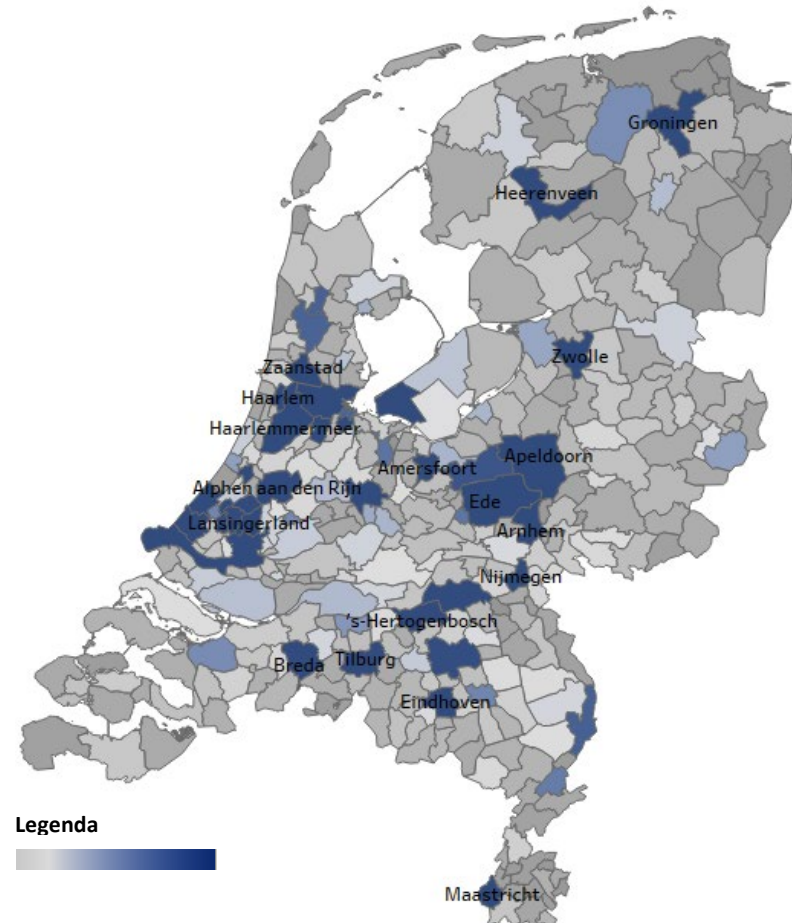 Groningen
Heerenveen
Zwolle
Zaanstad
Haarlem
Haarlemmermeer
Apeldoorn
Amersfoort
Alphen aan den Rijn
Ede
Lansingerland
Arnhem
Nijmegen
's-Hertogenbosch
Breda
Tilburg
Eindhoven
Legenda
Maastricht